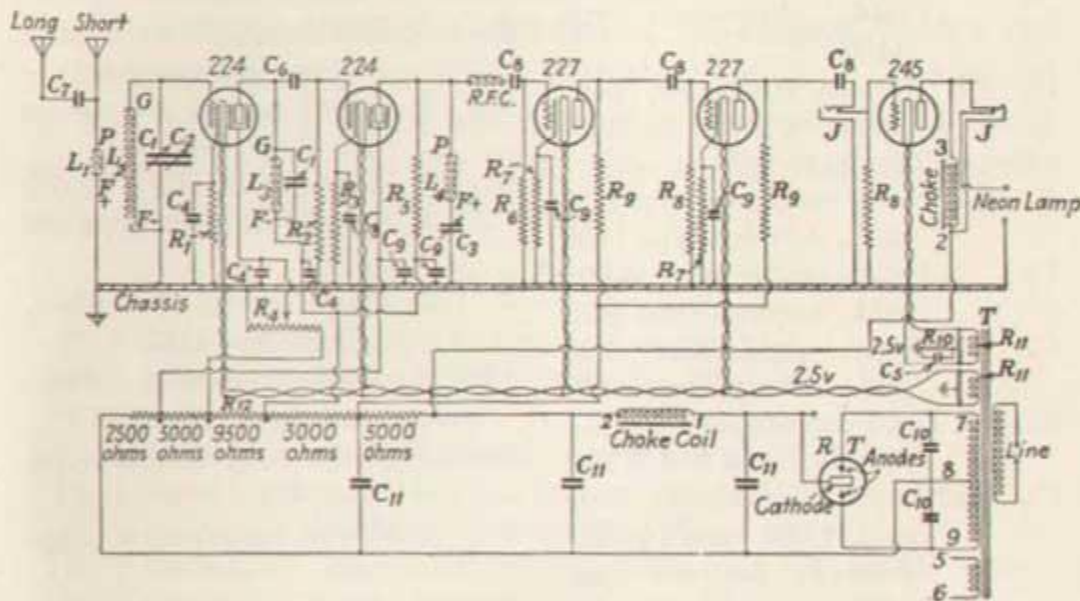 Long Short
224 C6 224 C8 227 C8 227 C8 245
R.F.C.
C7
G
P
L1 L2
C1 C2
F
+
F-
C4
R1
G
L3
C1
F-
R2
R3
C9
R5
P
L4
F+
C3
R7
R6
C9
R9
R8
C9
R9
R7
J
R8
3
Choke
2
J
Neon Lamp
C4
C4
C9
C9
Chassis
R4
T
2.5v
R10
R11
C5
R11
2.5v
4
R12
2500 ohms
3000 ohms
9500 ohms
3000 ohms
5000 ohms
2 1
Choke Coil
R T
Anodes
Cathode
C10
C10
7
8
9
5
6
Line
C11
C11
C11